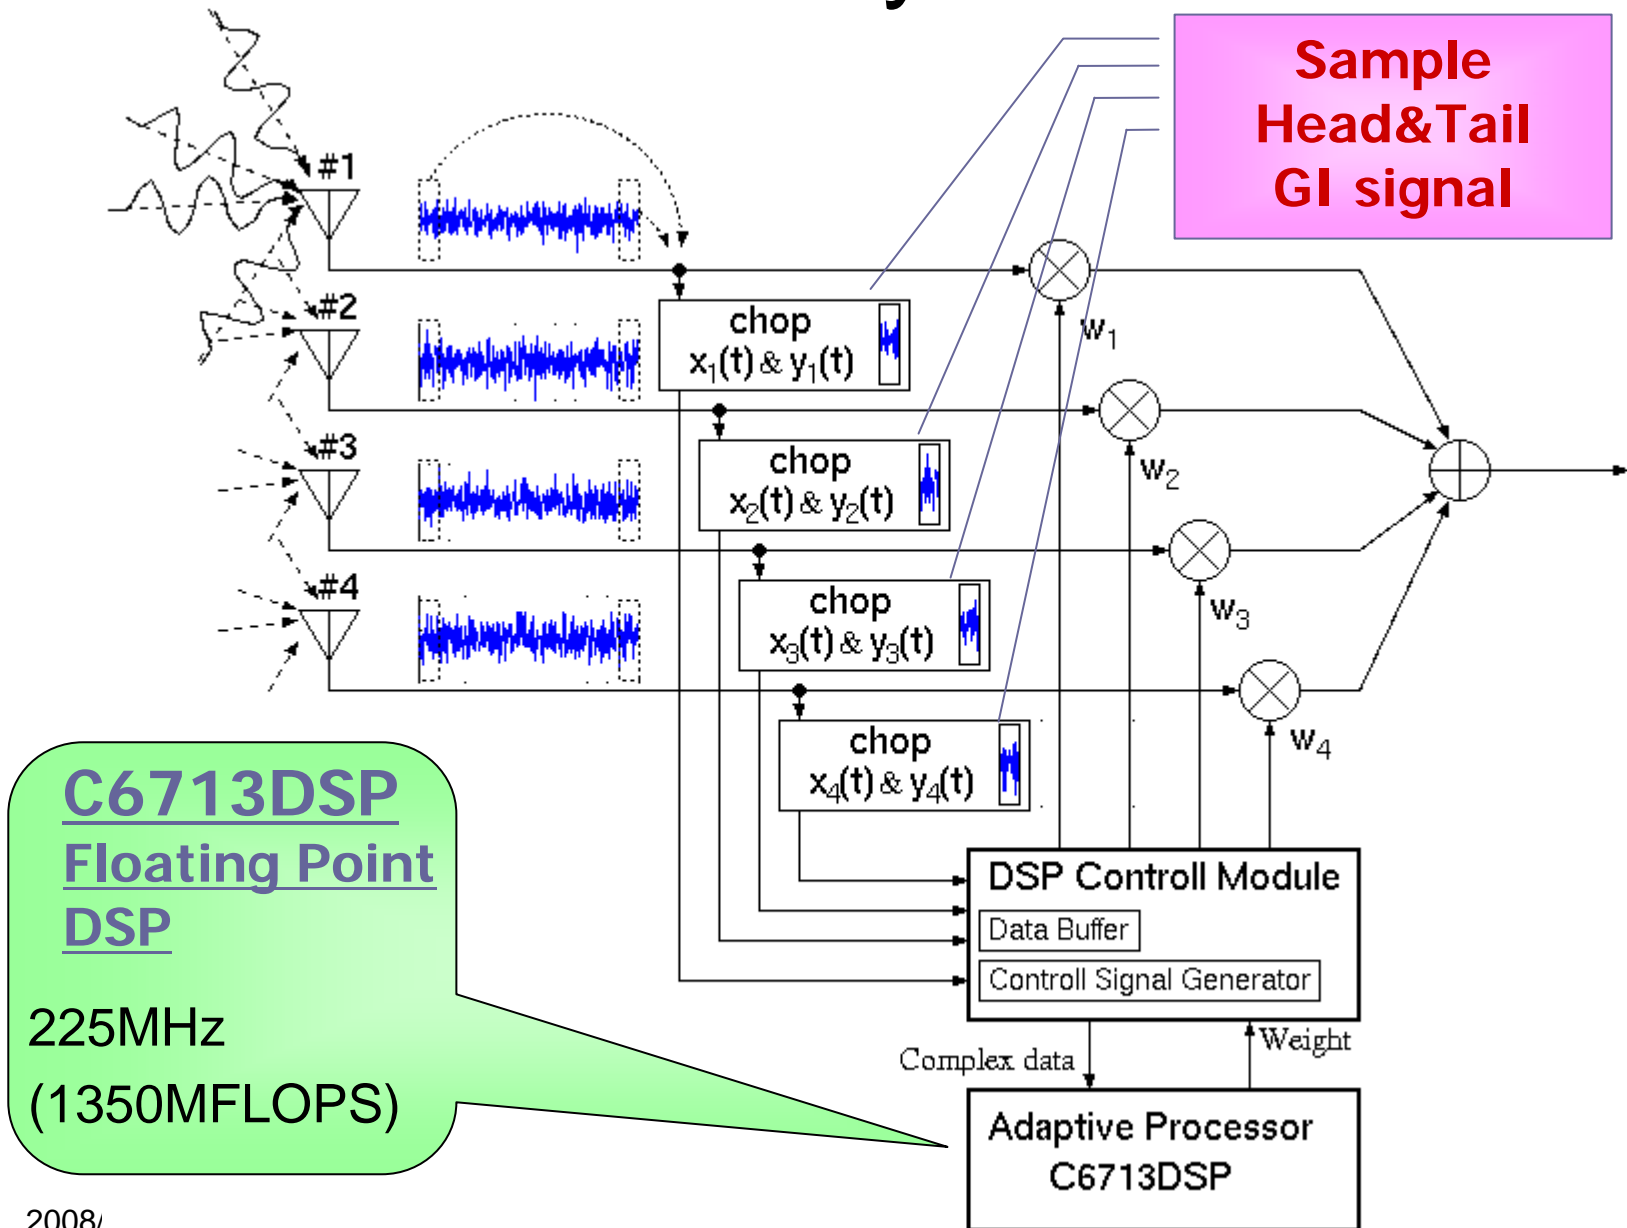 Sample
Head&Tail
GI signal
#1
#2
#3
#4
chop
x₁(t) & y₁(t)
chop
x₂(t) & y₂(t)
chop
x₃(t) & y₃(t)
chop
x₄(t) & y₄(t)
w₁
w₂
w₃
w₄
C6713DSP
Floating Point
DSP
225MHz
(1350MFLOPS)
DSP Controll Module
Data Buffer
Controll Signal Generator
Complex data
Weight
Adaptive Processor
C6713DSP
2008/